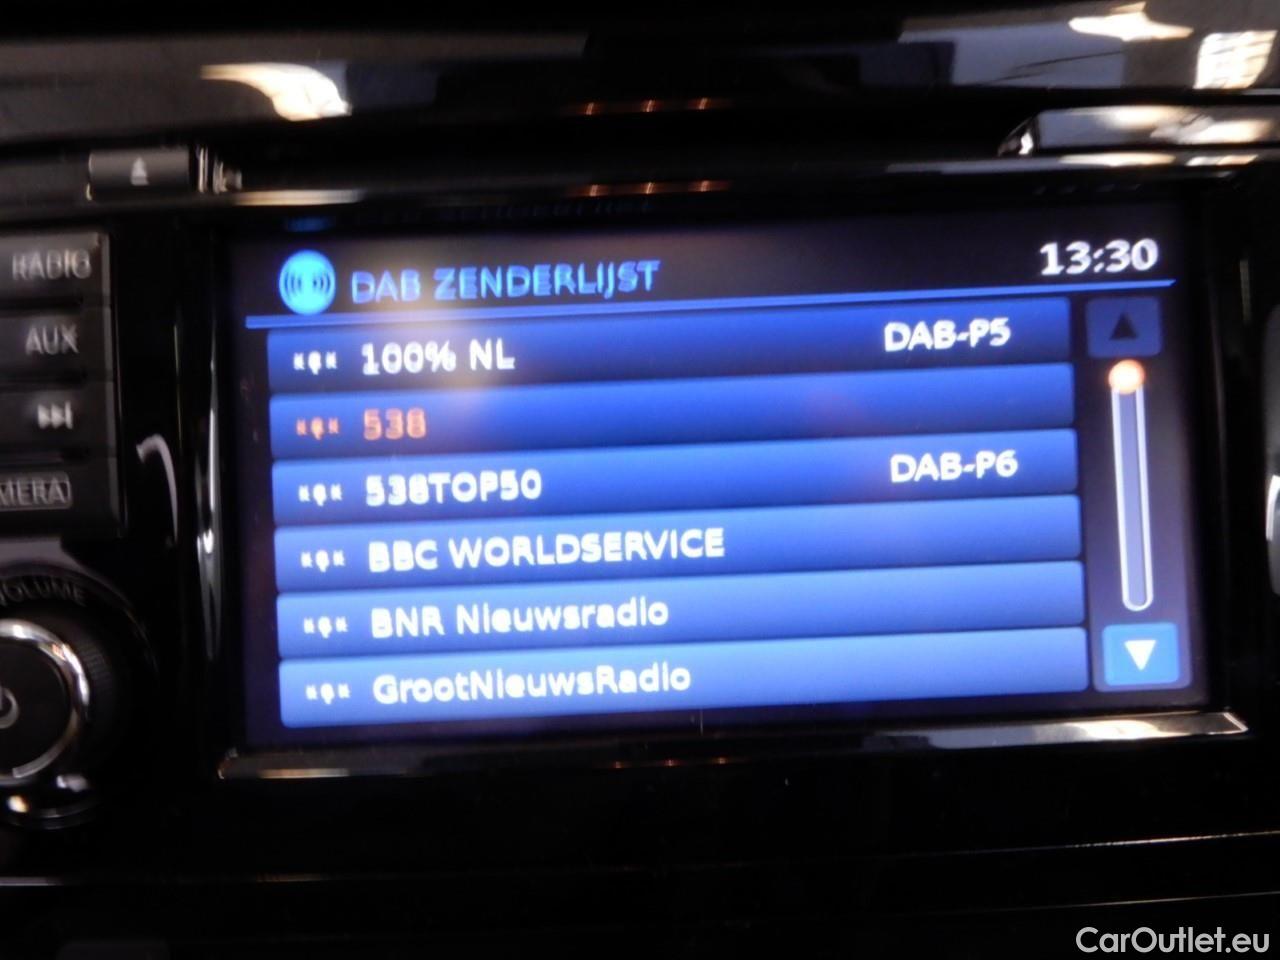 RADIO
AUX
MERA
VOLUME
DAB ZENDERLIJST
13:30
100% NL DAB-P5
538
538TOP50 DAB-P6
BBC WORLDSERVICE
BNR Nieuwsradio
GrootNieuwsRadio
CarOutlet.eu